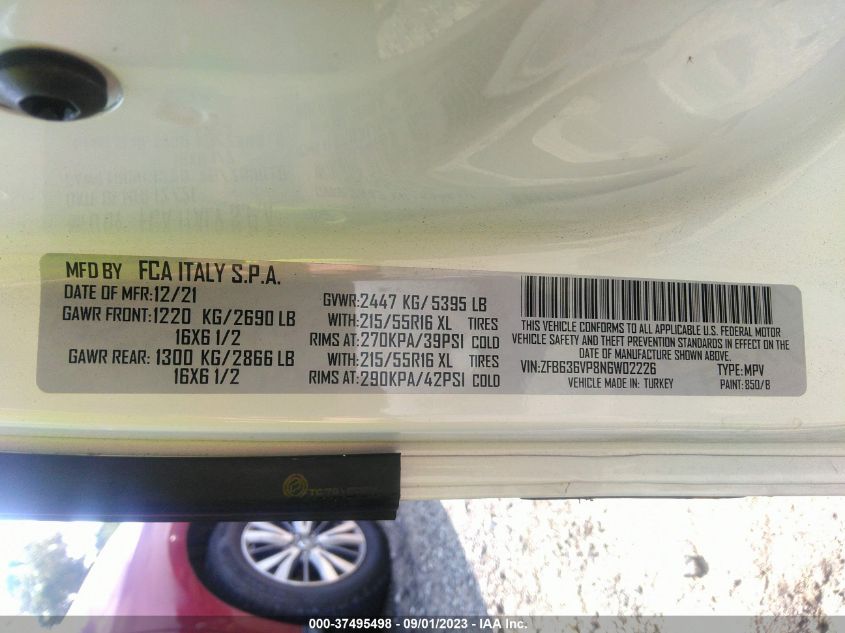 MFD BY FCA ITALY S.P.A.
DATE OF MFR:12/21
GAWR FRONT:1220 KG/2690 LB
16X6 1/2
GAWR REAR: 1300 KG/2866 LB
16X6 1/2
GVWR:2447 KG/5395 LB
WITH:215/55R16 XL TIRES
RIMS AT:270KPA/39PSI COLD
WITH:215/55R16 XL TIRES
RIMS AT:290KPA/42PSI COLD
THIS VEHICLE CONFORMS TO ALL APPLICABLE U.S. FEDERAL MOTOR
VEHICLE SAFETY AND THEFT PREVENTION STANDARDS IN EFFECT ON THE
DATE OF MANUFACTURE SHOWN ABOVE.
VIN:ZFB636VP8N6W02226 TYPE:MPV
VEHICLE MADE IN: TURKEY PAINT:850/B
000-37495498 - 09/01/2023 - IAA Inc.